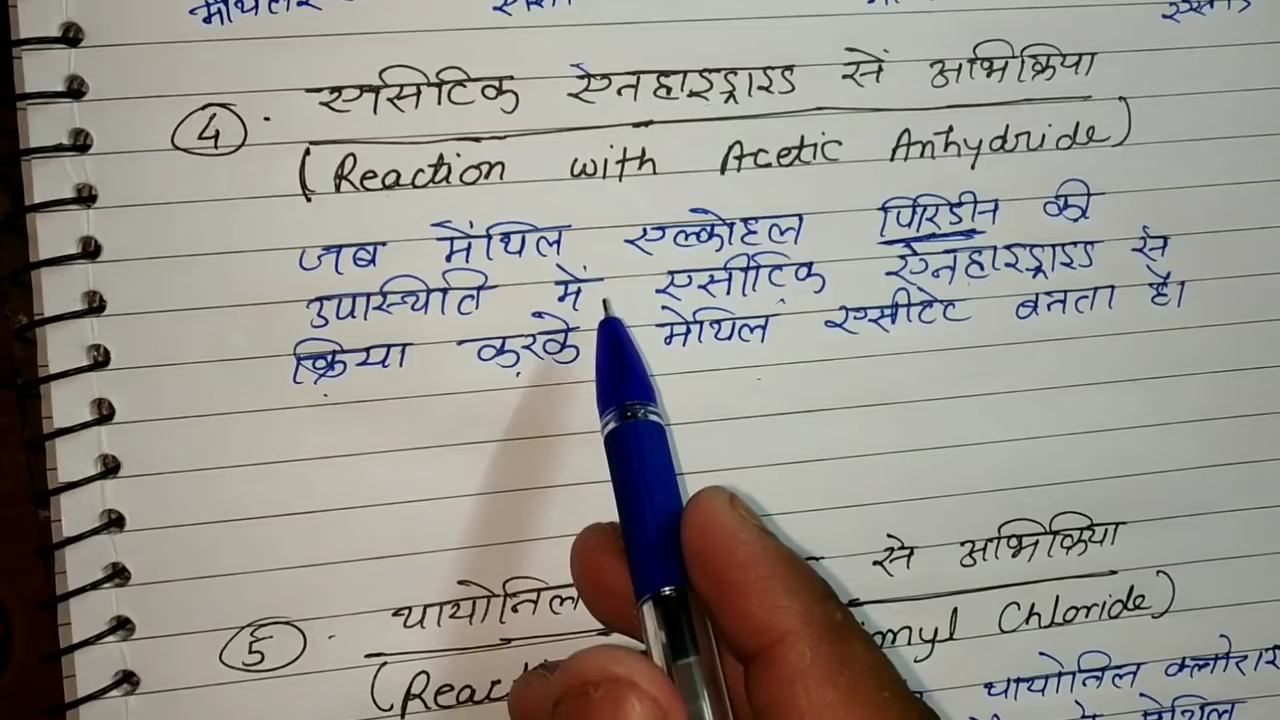 ④. एसिटिक ऐनहाइड्राइड से अभिक्रिया
(Reaction with Acetic Anhydride)
जब मैथिल एल्कोहल पिरिडीन की
उपस्थिति में एसीटिक ऐनहाइड्राइड से
क्रिया करके मेथिल एसीटेट बनता है।
⑤. थायोनिल से अभिक्रिया
(Reac Chloride)
थायोनिल
मेथिल